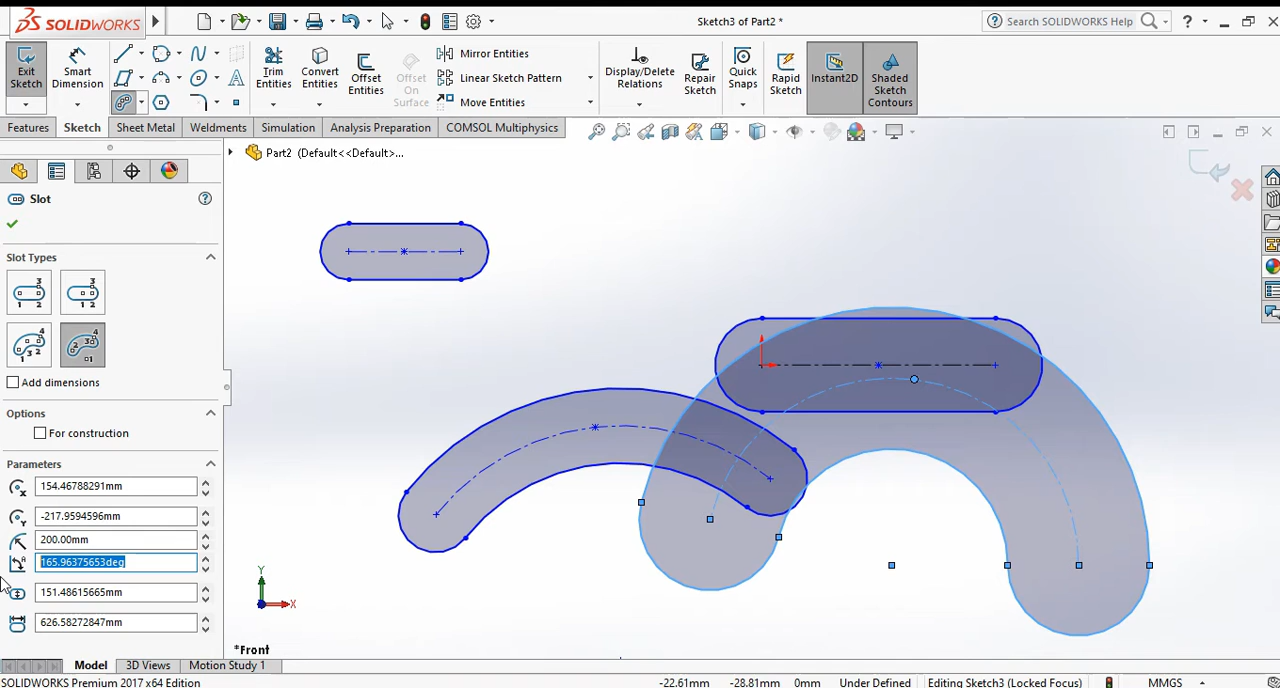 SOLIDWORKS
Sketch3 of Part2 *
Search SOLIDWORKS Help
?
Exit Sketch
Smart Dimension
Trim Entities
Convert Entities
Offset Entities
Offset On Surface
Mirror Entities
Linear Sketch Pattern
Move Entities
Display/Delete Relations
Repair Sketch
Quick Snaps
Rapid Sketch
Instant2D
Shaded Sketch Contours
Features
Sketch
Sheet Metal
Weldments
Simulation
Analysis Preparation
COMSOL Multiphysics
Part2 (Default<<Default>...
Slot
Slot Types
Add dimensions
Options
For construction
Parameters
154.46788291mm
-217.9594596mm
200.00mm
165.96375653deg
151.48615665mm
626.58272847mm
Y
X
*Front
Model
3D Views
Motion Study 1
SOLIDWORKS Premium 2017 x64 Edition
-22.61mm
-28.81mm
0mm
Under Defined
Editing Sketch3 (Locked Focus)
MMGS